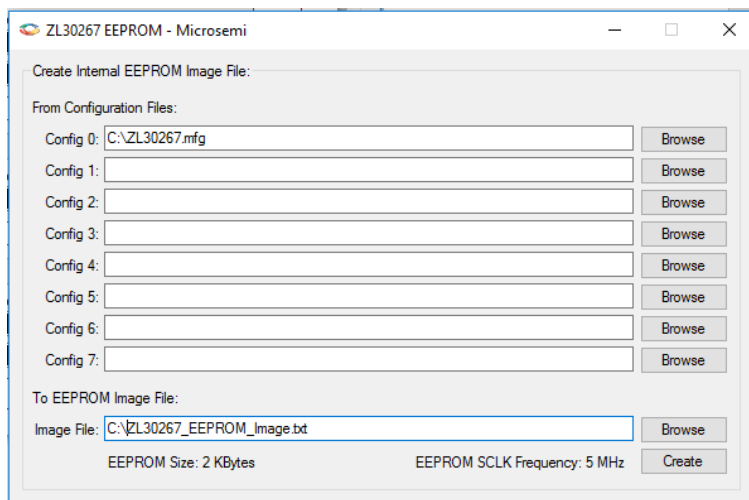 ZL30267 EEPROM - Microsemi
Create Internal EEPROM Image File:
From Configuration Files:
Config 0: C:\ZL30267.mfg Browse
Config 1: Browse
Config 2: Browse
Config 3: Browse
Config 4: Browse
Config 5: Browse
Config 6: Browse
Config 7: Browse
To EEPROM Image File:
Image File: C:\ZL30267_EEPROM_Image.txt Browse
EEPROM Size: 2 KBytes EEPROM SCLK Frequency: 5 MHz Create